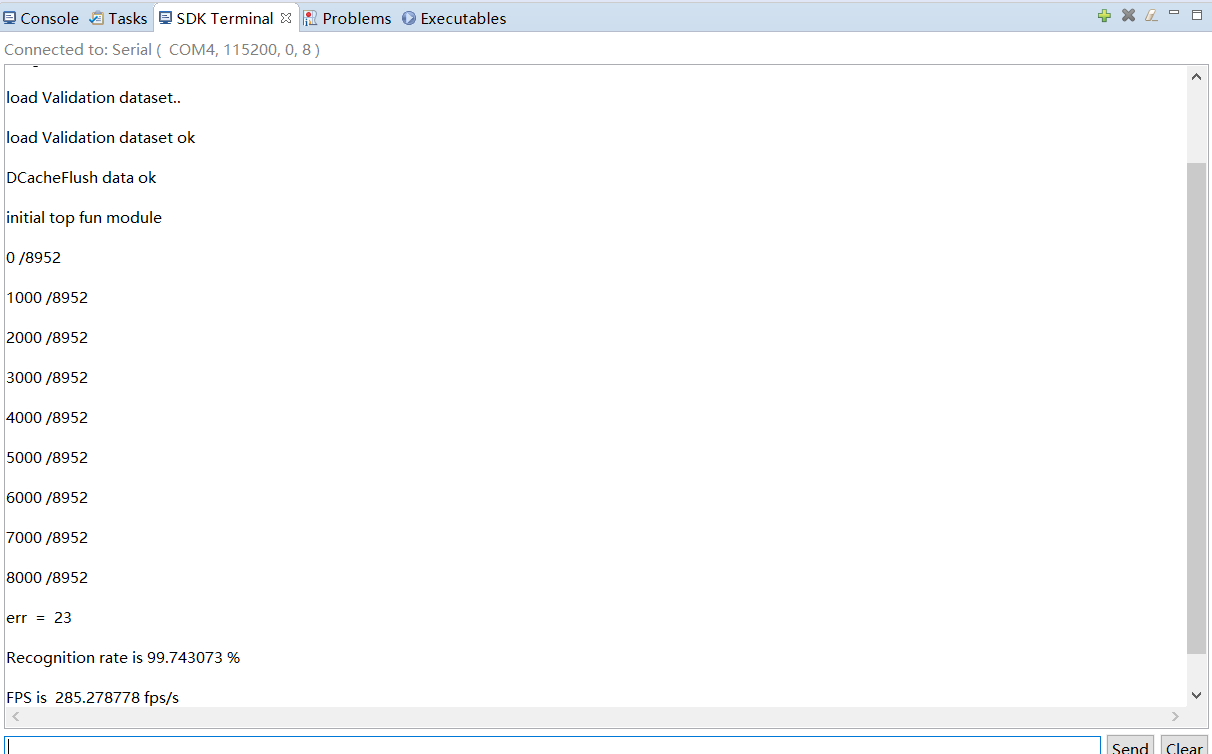 Console Tasks SDK Terminal Problems Executables
Connected to: Serial ( COM4, 115200, 0, 8 )
load Validation dataset..
load Validation dataset ok
DCacheFlush data ok
initial top fun module
0 /8952
1000 /8952
2000 /8952
3000 /8952
4000 /8952
5000 /8952
6000 /8952
7000 /8952
8000 /8952
err = 23
Recognition rate is 99.743073 %
FPS is 285.278778 fps/s
Send Clear